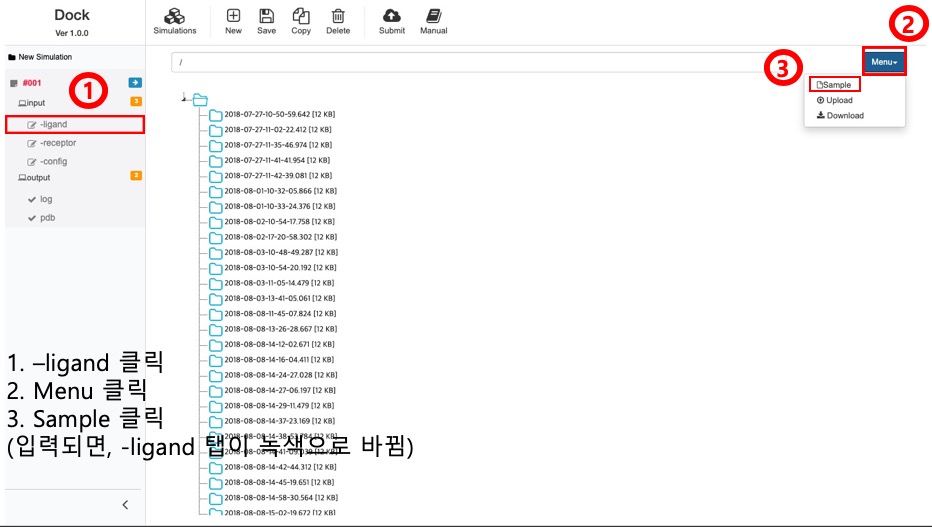 Dock
Ver 1.0.0
Simulations
New
Save
Copy
Delete
Submit
Manual
2
New Simulation
/
3
Menu
#001
1
Sample
input
3
Upload
-ligand
Download
-receptor
-config
output
2
log
pdb
2018-07-27-10-50-59.642 [12 KB]
2018-07-27-11-02-22.412 [12 KB]
2018-07-27-11-35-46.974 [12 KB]
2018-07-27-11-41-41.954 [12 KB]
2018-07-27-11-42-39.081 [12 KB]
2018-08-01-10-32-05.866 [12 KB]
2018-08-01-10-33-24.376 [12 KB]
2018-08-02-10-54-17.758 [12 KB]
2018-08-02-17-20-58.302 [12 KB]
2018-08-03-10-48-49.287 [12 KB]
2018-08-03-10-54-20.192 [12 KB]
2018-08-03-11-05-14.479 [12 KB]
2018-08-03-13-41-05.061 [12 KB]
2018-08-08-11-45-07.824 [12 KB]
2018-08-08-13-26-28.667 [12 KB]
2018-08-08-14-12-02.671 [12 KB]
2018-08-08-14-16-04.411 [12 KB]
2018-08-08-14-24-27.028 [12 KB]
2018-08-08-14-27-06.197 [12 KB]
2018-08-08-14-29-11.479 [12 KB]
2018-08-08-14-37-23.169 [12 KB]
2018-08-08-14-38-53.784 [12 KB]
2018-08-08-14-41-09.039 [12 KB]
2018-08-08-14-42-44.312 [12 KB]
2018-08-08-14-45-19.651 [12 KB]
2018-08-08-14-58-30.564 [12 KB]
2018-08-08-15-02-19.672 [12 KB]
1. –ligand 클릭
2. Menu 클릭
3. Sample 클릭
(입력되면, -ligand 탭이 녹색으로 바뀜)